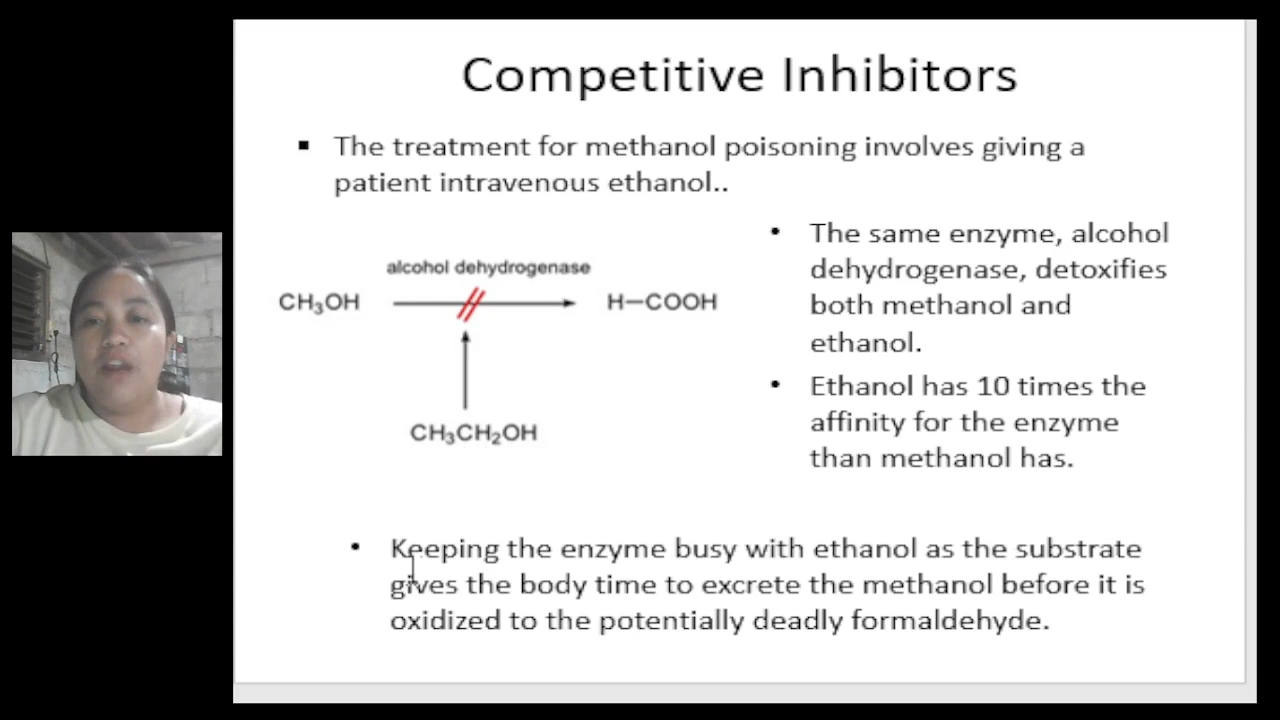 Competitive Inhibitors
▪ The treatment for methanol poisoning involves giving a
patient intravenous ethanol..
alcohol dehydrogenase
CH₃OH
H—COOH
CH₃CH₂OH
• The same enzyme, alcohol
dehydrogenase, detoxifies
both methanol and
ethanol.
• Ethanol has 10 times the
affinity for the enzyme
than methanol has.
• Keeping the enzyme busy with ethanol as the substrate
gives the body time to excrete the methanol before it is
oxidized to the potentially deadly formaldehyde.